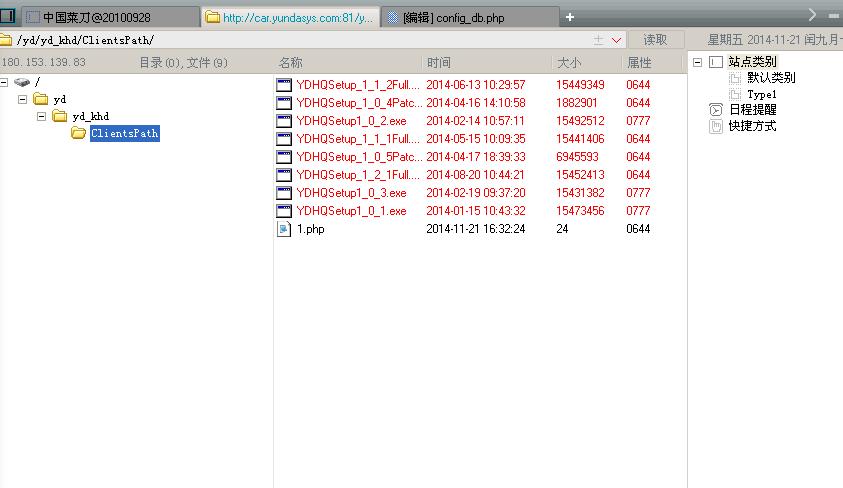 中国菜刀@20100928
http://car.yundasys.com:81/y...
[编辑] config_db.php
/yd/yd_khd/ClientsPath/
读取
星期五 2014-11-21 闰九月
180.153.139.83
目录(0),文件(9)
名称 时间 大小 属性
/
yd
yd_khd
ClientsPath
YDHQSetup_1_1_2Full.... 2014-06-13 10:29:57 15449349 0644
YDHQSetup_1_0_4Patc... 2014-04-16 14:10:58 1882901 0644
YDHQSetup1_0_2.exe 2014-02-14 10:57:11 15492512 0777
YDHQSetup_1_1_1Full.... 2014-05-15 10:09:35 15441406 0644
YDHQSetup_1_0_5Patc... 2014-04-17 18:39:33 6945593 0644
YDHQSetup_1_2_1Full.... 2014-08-20 10:44:21 15452413 0644
YDHQSetup1_0_3.exe 2014-02-19 09:37:20 15431382 0777
YDHQSetup1_0_1.exe 2014-01-15 10:43:32 15473456 0777
1.php 2014-11-21 16:32:24 24 0644
站点类别
默认类别
Type1
日程提醒
快捷方式